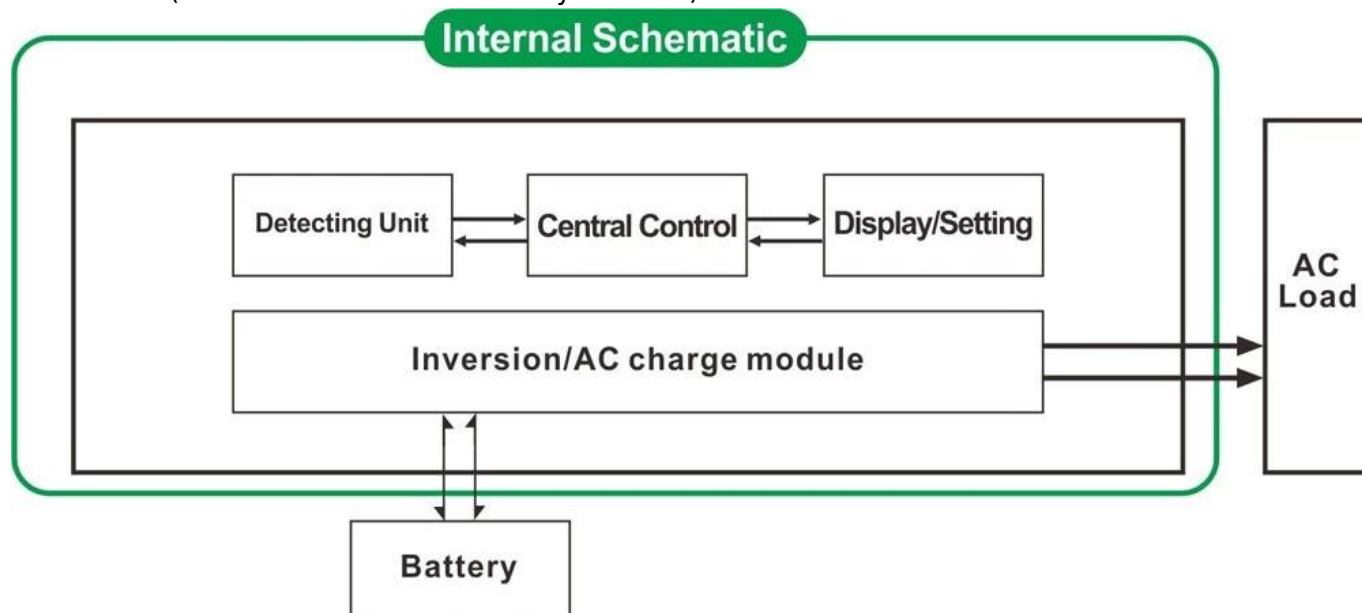 Internal Schematic
Detecting Unit
Central Control
Display/Setting
AC
Load
Inversion/AC charge module
Battery